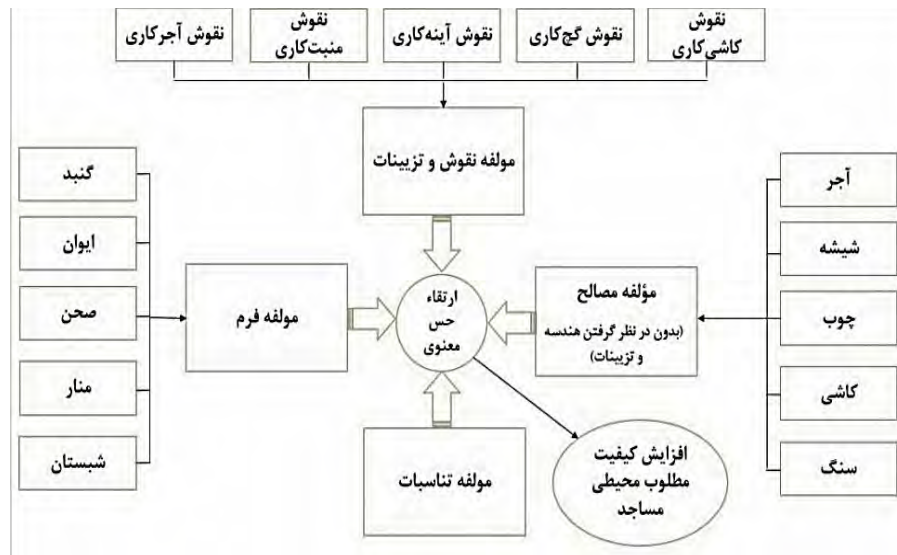 نقوش
کاشی‌کاری
نقوش گچ‌کاری
نقوش آینه‌کاری
نقوش
منبت‌کاری
نقوش آجرکاری
مولفه نقوش و تزیینات
آجر
شیشه
چوب
کاشی
سنگ
مؤلفه مصالح
(بدون در نظر گرفتن هندسه
و تزیینات)
ارتقاء
حس
معنوی
مولفه فرم
گنبد
ایوان
صحن
منار
شبستان
مولفه تناسبات
افزایش کیفیت
مطلوب محیطی
مساجد